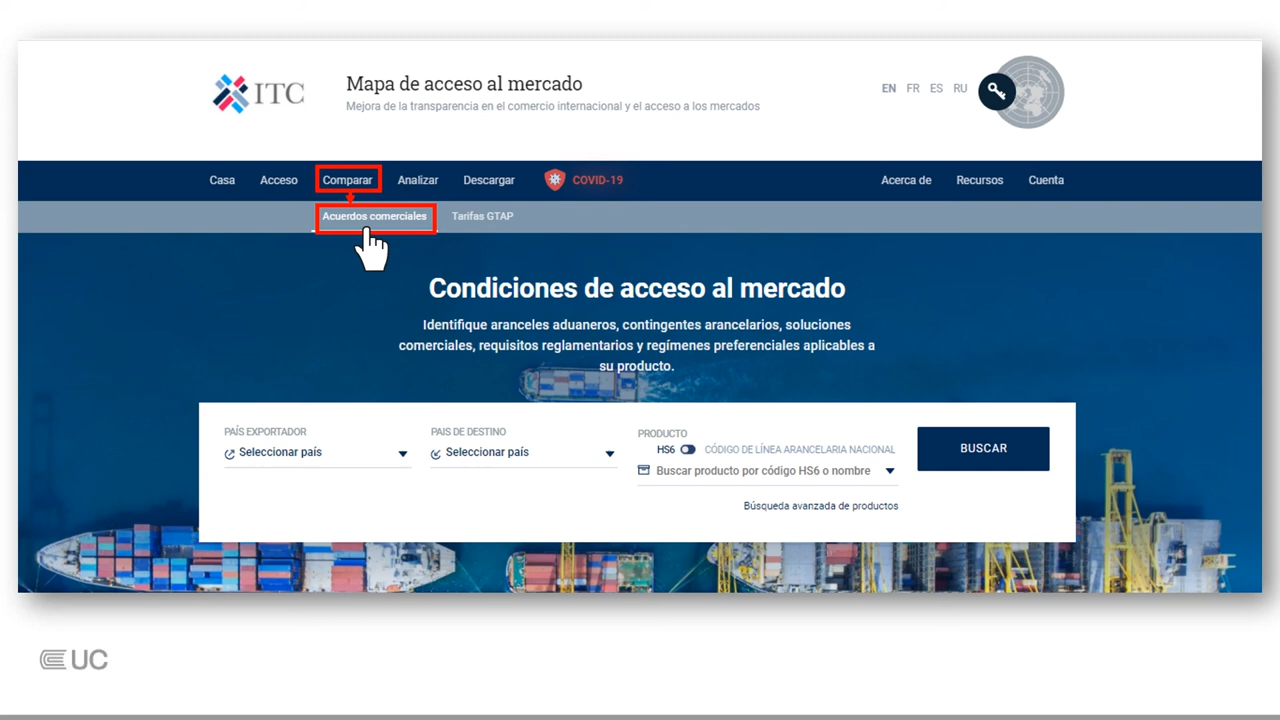 ITC
Mapa de acceso al mercado
Mejora de la transparencia en el comercio internacional y el acceso a los mercados
EN FR ES RU
Casa Acceso Comparar Analizar Descargar COVID-19 Acerca de Recursos Cuenta
Acuerdos comerciales Tarifas GTAP
Condiciones de acceso al mercado
Identifique aranceles aduaneros, contingentes arancelarios, soluciones
comerciales, requisitos reglamentarios y regímenes preferenciales aplicables a
su producto.
PAÍS EXPORTADOR PAIS DE DESTINO PRODUCTO
HS6 CÓDIGO DE LÍNEA ARANCELARIA NACIONAL
Seleccionar país Seleccionar país Buscar producto por código HS6 o nombre
BUSCAR
Búsqueda avanzada de productos
UC